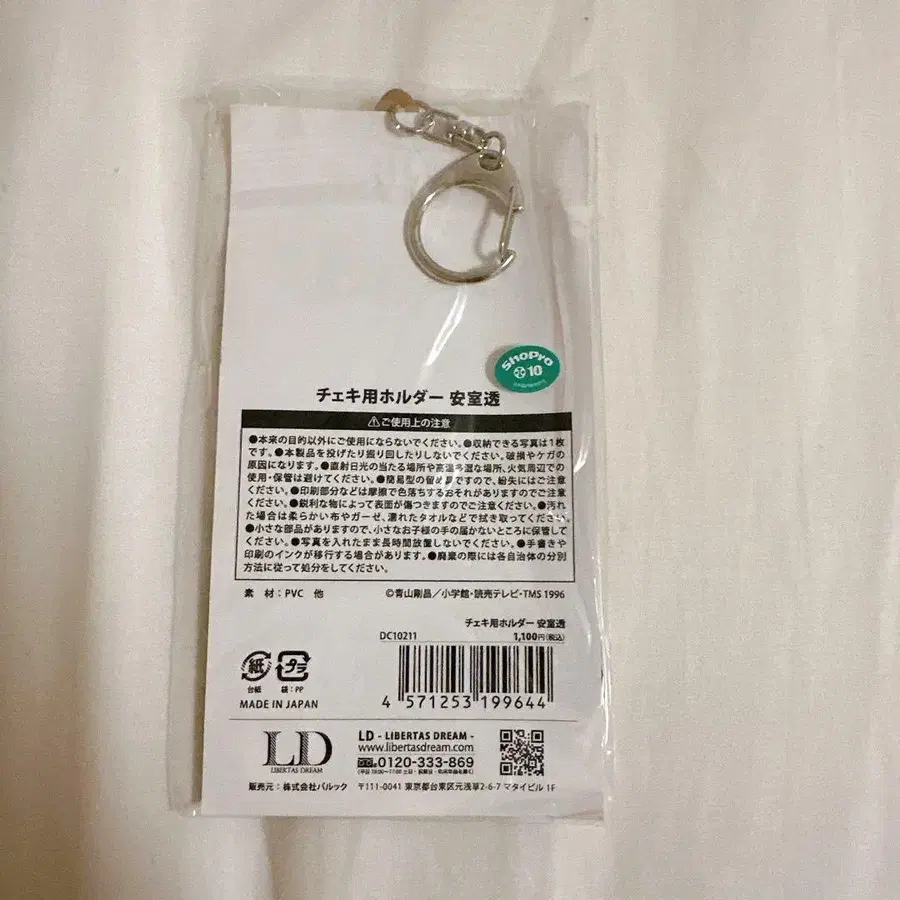 ShoPro
10
チェキ用ホルダー 安室透
⚠ご使用上の注意
●本来の目的以外にご使用にならないでください。●収納できる写真は1枚
です。●本製品を投げたり振り回したりしないでください。破損やケガの
原因になります。●直射日光の当たる場所や高温多湿な場所、火気周辺での
使用・保管は避けてください。●簡易型の留め具ですので、紛失にはご注意
ください。●印刷部分などは摩擦で色落ちするおそれがありますのでご注意
ください。●鋭利な物によって表面が傷つきますのでご注意ください。●汚れ
た場合は柔らかい布やガーゼ、濡れたタオルなどで拭き取ってください。
●小さな部品がありますので、小さなお子様の手の届かないところに保管して
ください。●写真を入れたまま長時間放置しないでください。●手書きや
印刷のインクが移行する場合があります。●廃棄の際には各自治体の分別
方法に従って処分をしてください。
素 材：PVC 他 ©青山剛昌／小学館・読売テレビ・TMS 1996
チェキ用ホルダー 安室透
DC10211 1,100円(税込)
紙 プラ
台紙 袋：PP
MADE IN JAPAN
4 571253 199644
LD
LIBERTAS DREAM
LD - LIBERTAS DREAM -
www.libertasdream.com
0120-333-869
(平日10:00～17:00 土日・祝祭日・年末年始を除く)
販売元：株式会社バルック 〒111-0041 東京都台東区元浅草2-6-7 マタイビル 1F